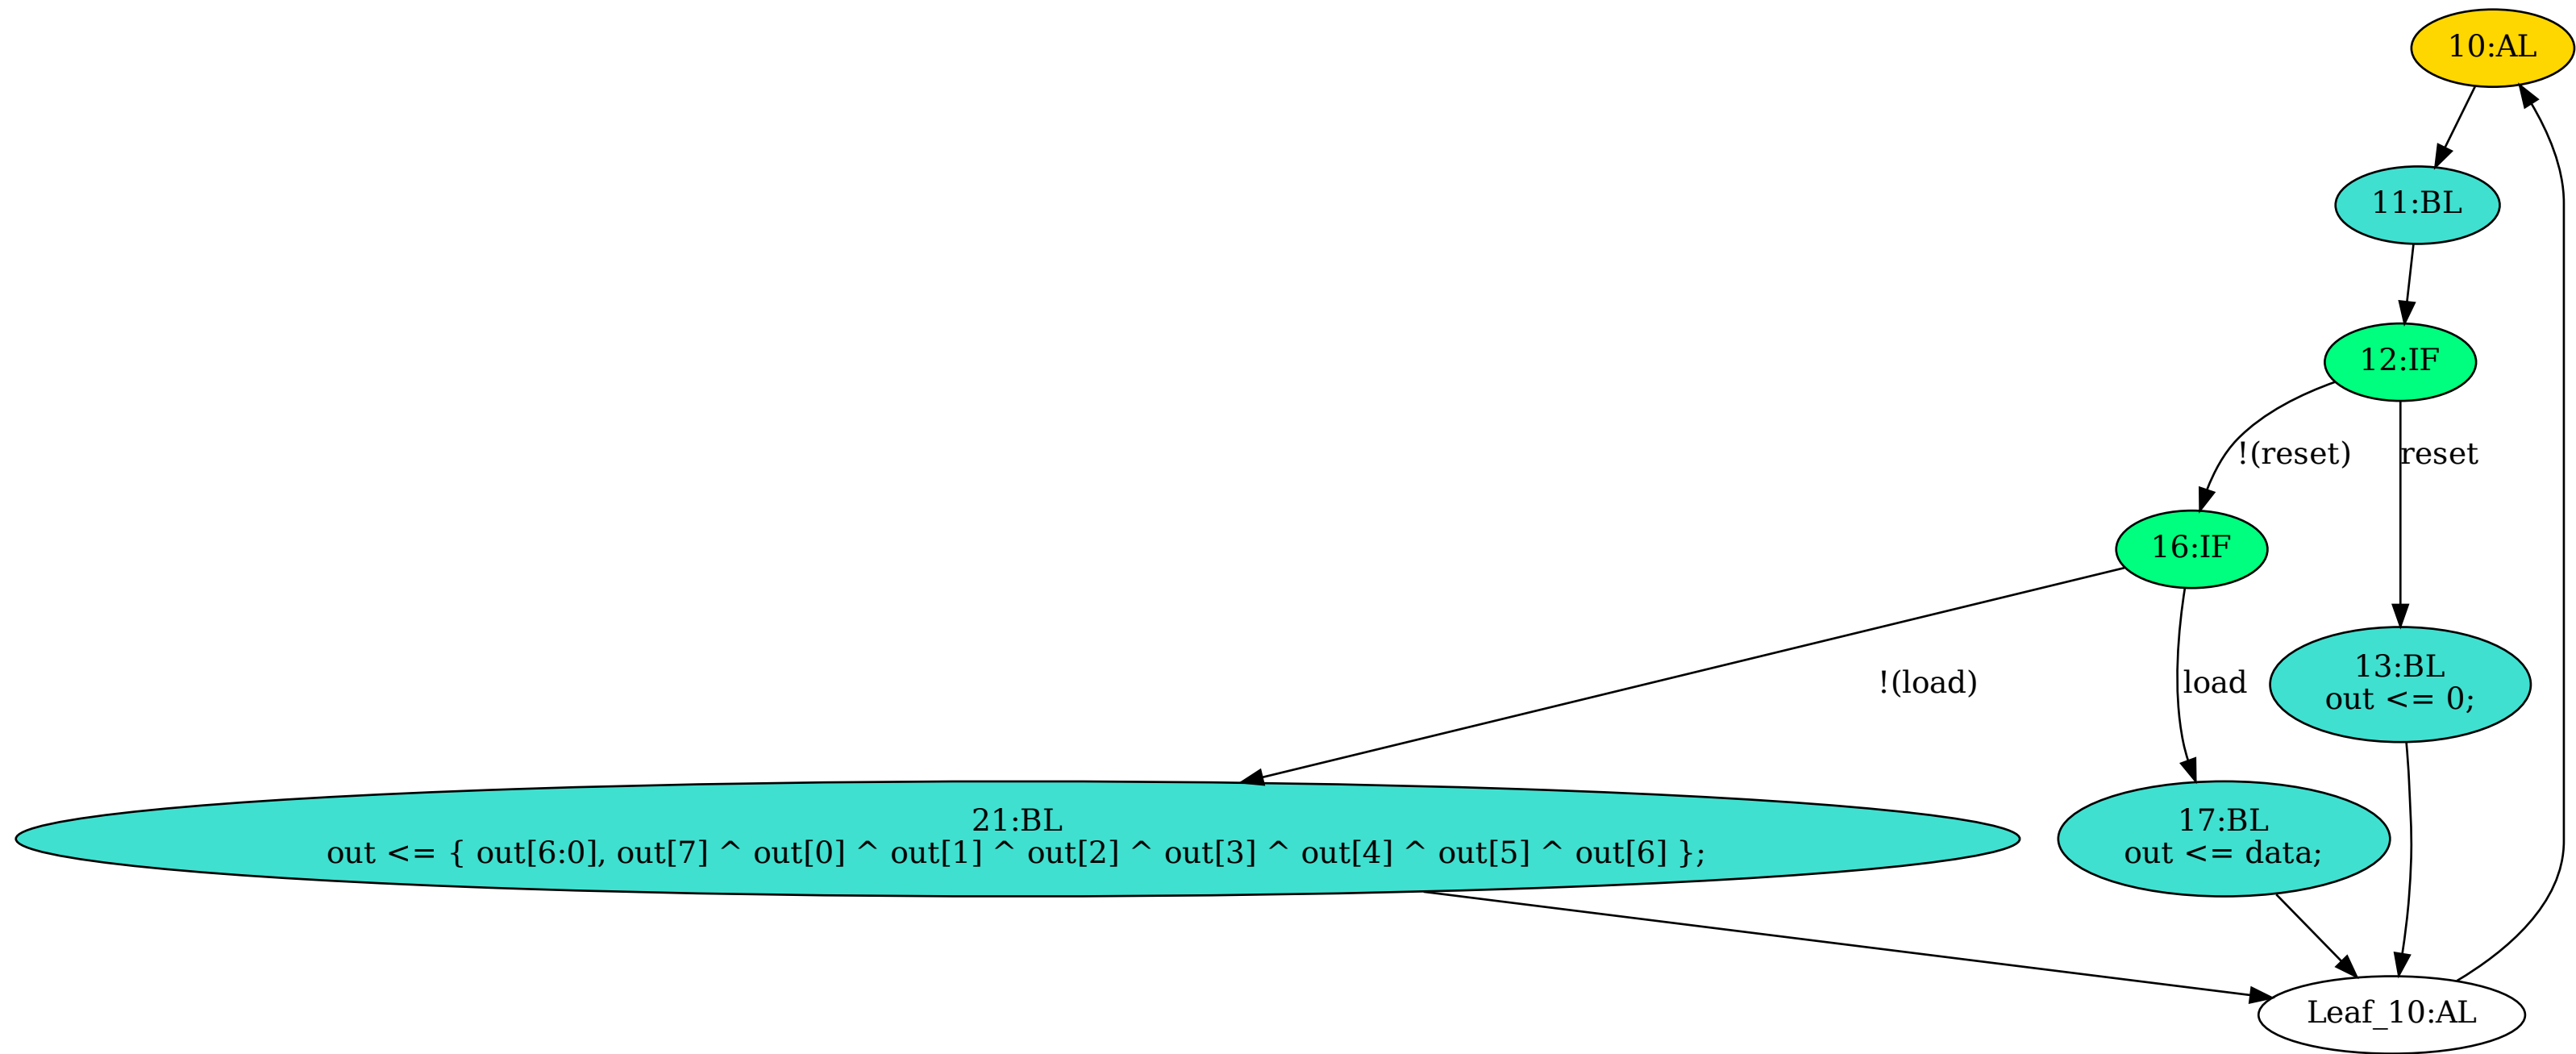 10:AL
11:BL
12:IF
!(reset)
reset
16:IF
!(load)
load
13:BL
out <= 0;
21:BL
out <= { out[6:0], out[7] ^ out[0] ^ out[1] ^ out[2] ^ out[3] ^ out[4] ^ out[5] ^ out[6] };
17:BL
out <= data;
Leaf_10:AL